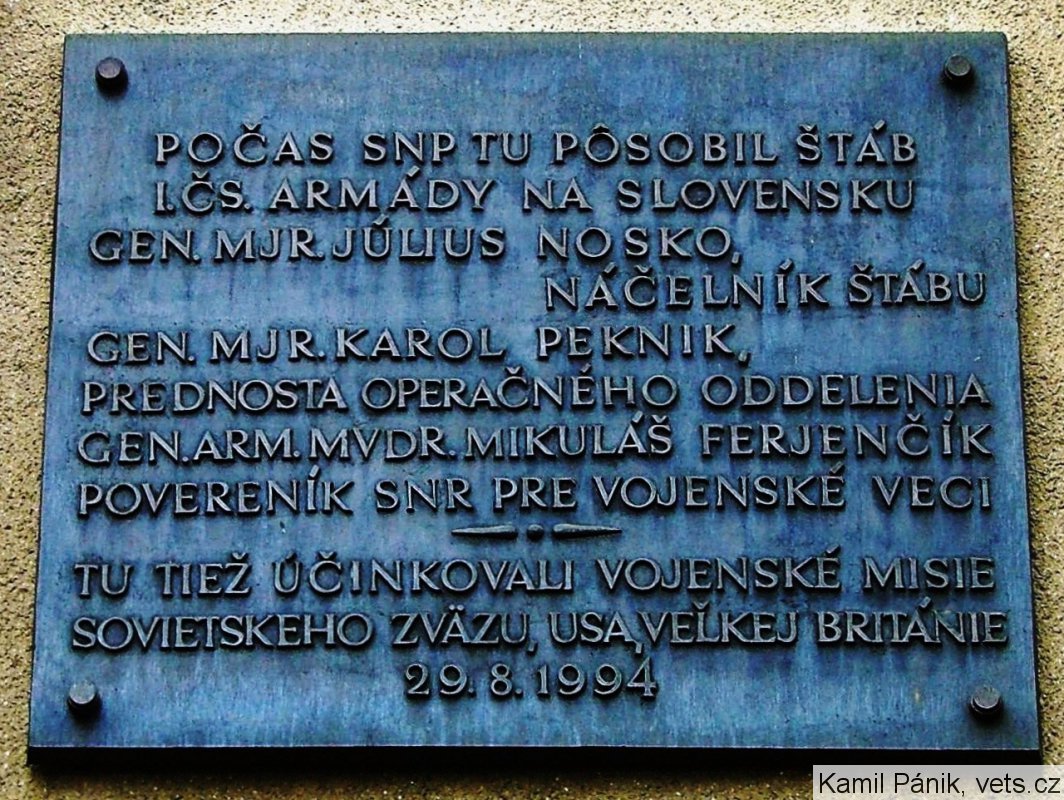 POČAS SNP TU PÔSOBIL ŠTÁB
I.ČS. ARMÁDY NA SLOVENSKU
GEN. MJR. JÚLIUS NOSKO,
NÁČELNÍK ŠTÁBU
GEN. MJR. KAROL PEKNIK,
PREDNOSTA OPERAČNÉHO ODDELENIA
GEN. ARM. MVDR. MIKULÁŠ FERJENČÍK
POVERENÍK SNR PRE VOJENSKÉ VECI
TU TIEŽ ÚČINKOVALI VOJENSKÉ MISIE
SOVIETSKEHO ZVÄZU, USA, VEĽKEJ BRITÁNIE
29. 8. 1994
Kamil Pánik, vets.cz